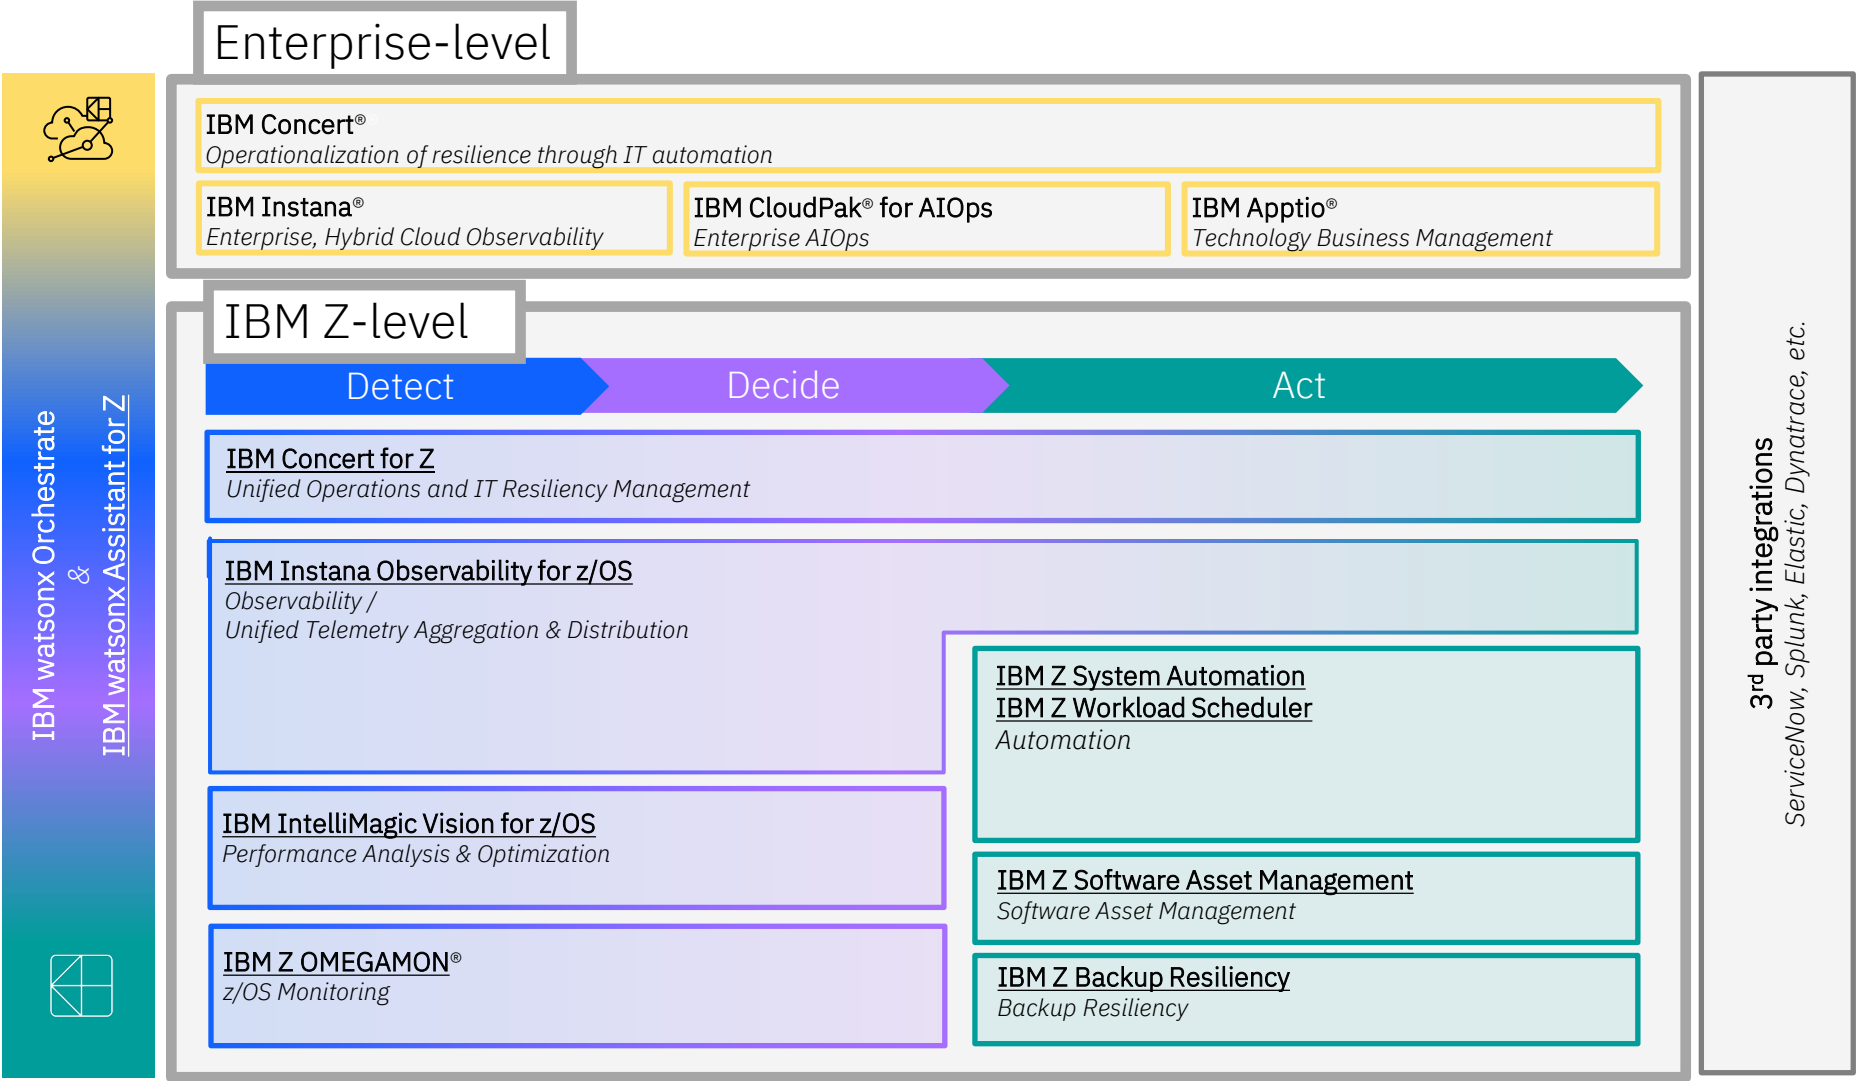 Enterprise-level
IBM Concert®
Operationalization of resilience through IT automation
IBM Instana®
Enterprise, Hybrid Cloud Observability
IBM CloudPak® for AIOps
Enterprise AIOps
IBM Apptio®
Technology Business Management
IBM Z-level
Detect
Decide
Act
IBM Concert for Z
Unified Operations and IT Resiliency Management
IBM Instana Observability for z/OS
Observability /
Unified Telemetry Aggregation & Distribution
IBM IntelliMagic Vision for z/OS
Performance Analysis & Optimization
IBM Z OMEGAMON®
z/OS Monitoring
IBM Z System Automation
IBM Z Workload Scheduler
Automation
IBM Z Software Asset Management
Software Asset Management
IBM Z Backup Resiliency
Backup Resiliency
IBM watsonx Orchestrate
&
IBM watsonx Assistant for Z
3rd party integrations
ServiceNow, Splunk, Elastic, Dynatrace, etc.